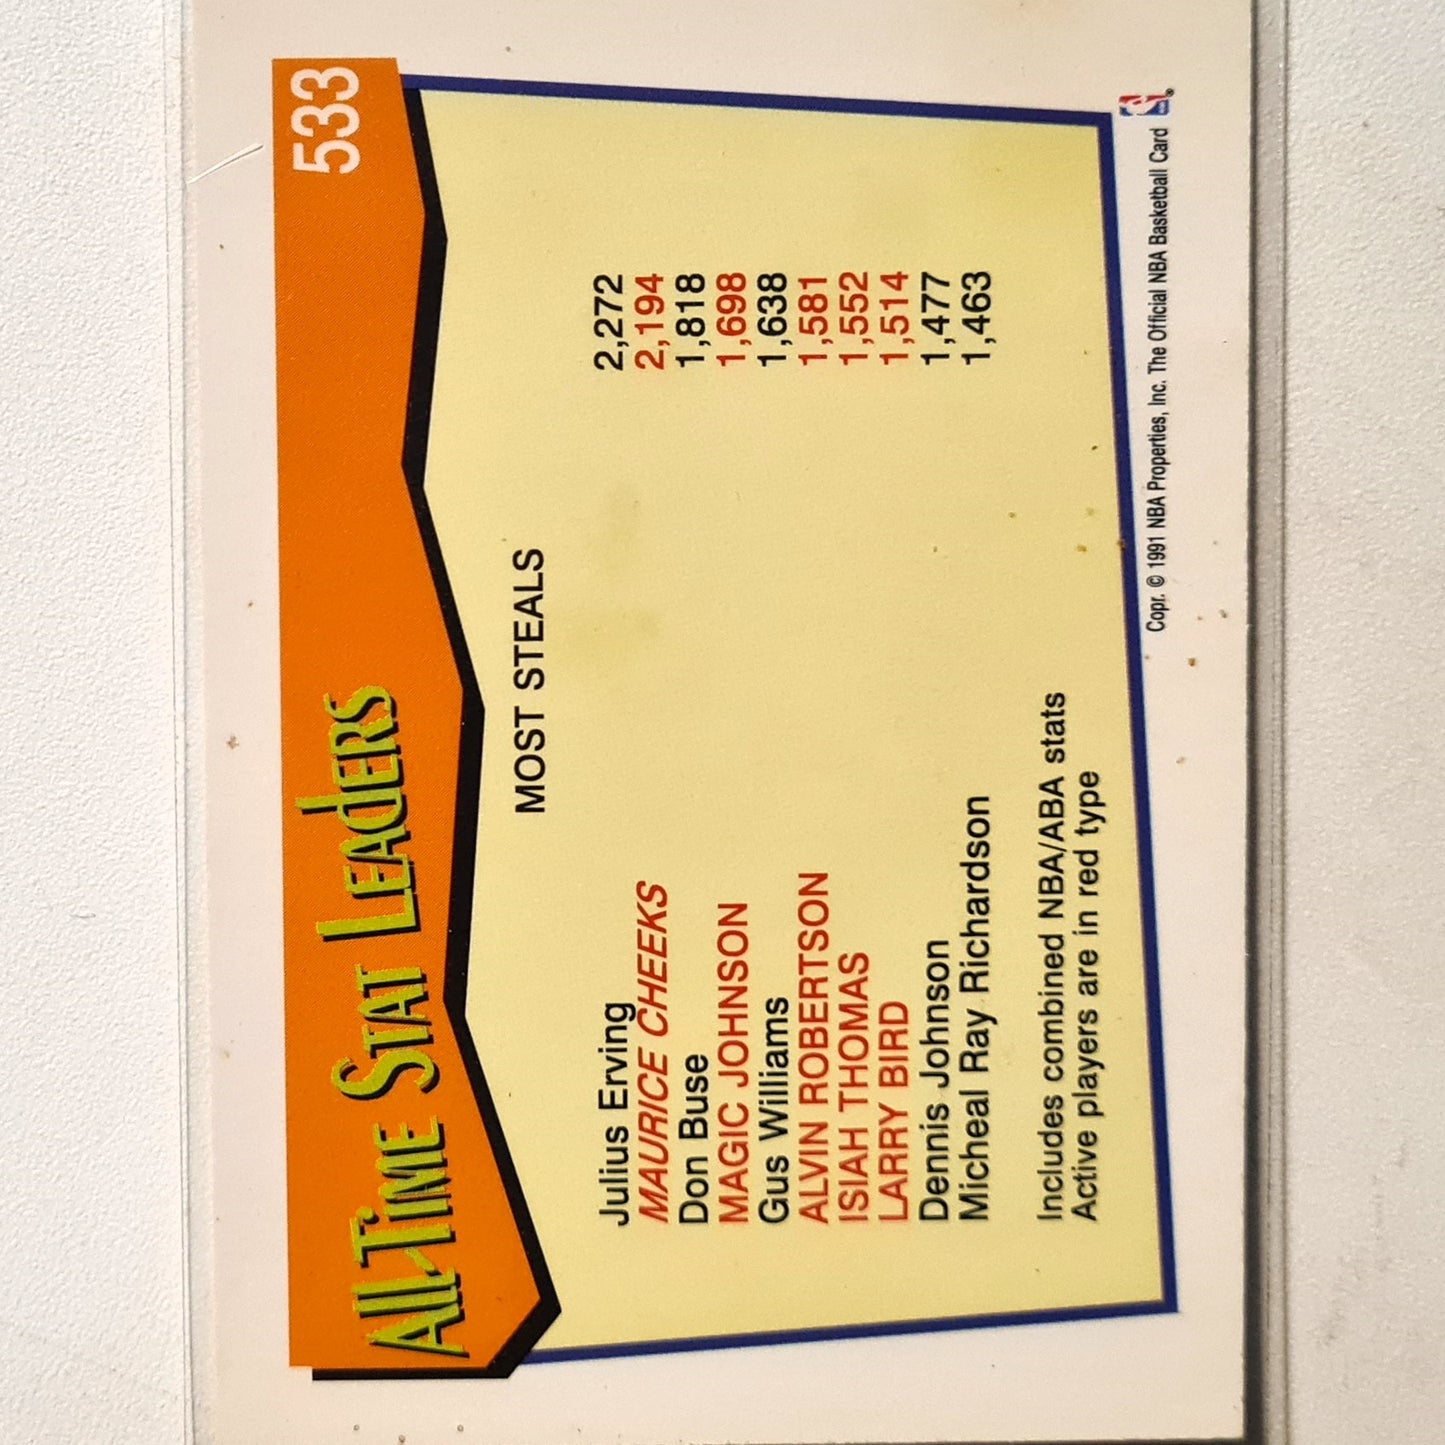 533
All-Time Stat Leaders
MOST STEALS
Julius Erving 2,272
MAURICE CHEEKS 2,194
Don Buse 1,818
MAGIC JOHNSON 1,698
Gus Williams 1,638
ALVIN ROBERTSON 1,581
ISIAH THOMAS 1,552
LARRY BIRD 1,514
Dennis Johnson 1,477
Micheal Ray Richardson 1,463
Includes combined NBA/ABA stats
Active players are in red type
Copr. © 1991 NBA Properties, Inc. The Official NBA Basketball Card ®